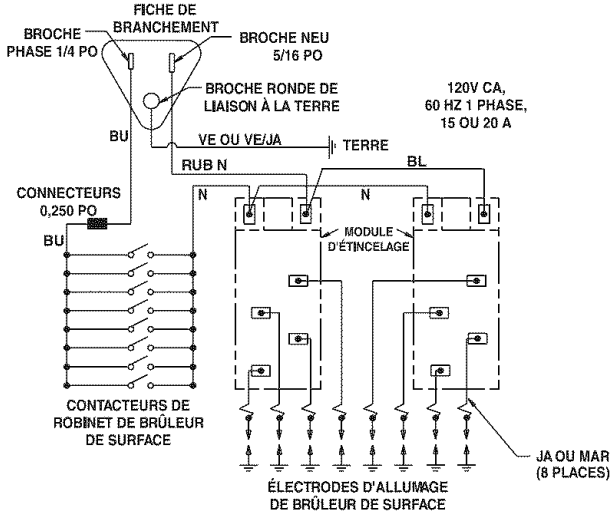 FICHE DE
BRANCHEMENT
BROCHE
PHASE 1/4 PO
BROCHE NEU
5/16 PO
BROCHE RONDE DE
LIAISON À LA TERRE
120V CA,
60 HZ 1 PHASE,
15 OU 20 A
BU
VE OU VE/JA
TERRE
RUB N
BL
CONNECTEURS
0,250 PO
N
N
BU
MODULE
D'ÉTINCELAGE
CONTACTEURS DE
ROBINET DE BRÛLEUR
DE SURFACE
JA OU MAR
(8 PLACES)
ÉLECTRODES D'ALLUMAGE
DE BRÛLEUR DE SURFACE